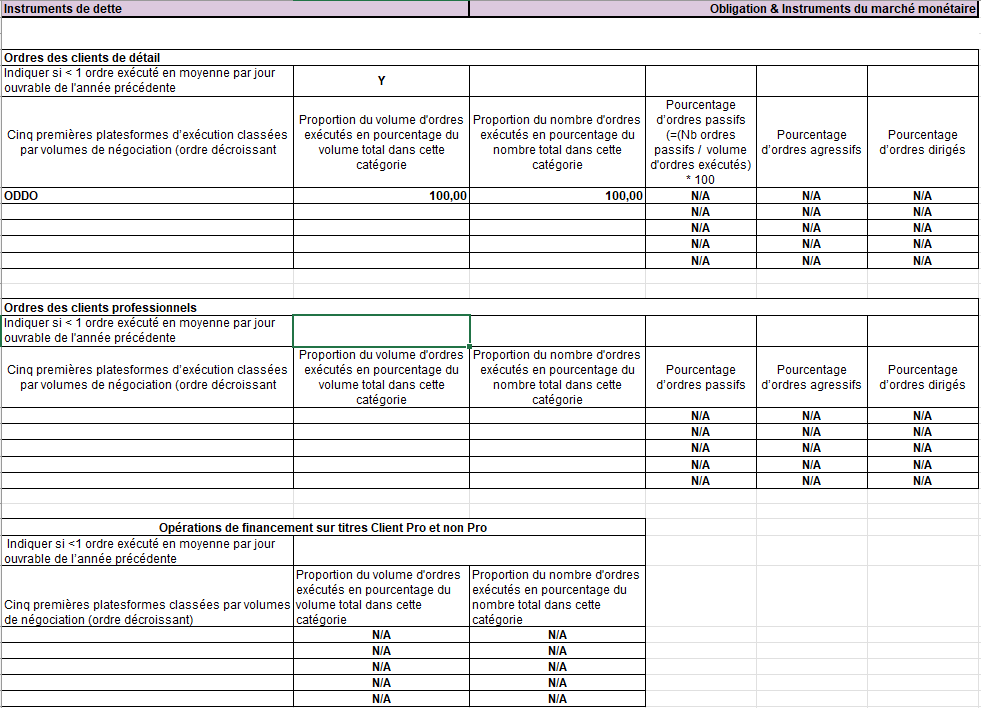 Instruments de dette
Obligation & Instruments du marché monétaire
Ordres des clients de détail
Indiquer si < 1 ordre exécuté en moyenne par jour
ouvrable de l'année précédente
Y
Cinq premières platesformes d'exécution classées
par volumes de négociation (ordre décroissant
Proportion du volume d'ordres
exécutés en pourcentage du
volume total dans cette
catégorie
Proportion du nombre d'ordres
exécutés en pourcentage du
nombre total dans cette
catégorie
Pourcentage
d'ordres passifs
(=(Nb ordres
passifs / volume
d'ordres exécutés)
* 100
Pourcentage
d'ordres agressifs
Pourcentage
d'ordres dirigés
ODDO 100,00 100,00 N/A N/A N/A
N/A N/A N/A
N/A N/A N/A
N/A N/A N/A
N/A N/A N/A
Ordres des clients professionnels
Indiquer si < 1 ordre exécuté en moyenne par jour
ouvrable de l'année précédente
Cinq premières platesformes d'exécution classées
par volumes de négociation (ordre décroissant
Proportion du volume d'ordres
exécutés en pourcentage du
volume total dans cette
catégorie
Proportion du nombre d'ordres
exécutés en pourcentage du
nombre total dans cette
catégorie
Pourcentage
d'ordres passifs
Pourcentage
d'ordres agressifs
Pourcentage
d'ordres dirigés
N/A N/A N/A
N/A N/A N/A
N/A N/A N/A
N/A N/A N/A
N/A N/A N/A
Opérations de financement sur titres Client Pro et non Pro
Indiquer si <1 ordre exécuté en moyenne par jour
ouvrable de l'année précédente
Cinq premières platesformes classées par volumes
de négociation (ordre décroissant)
Proportion du volume d'ordres
exécutés en pourcentage du
volume total dans cette
catégorie
Proportion du nombre d'ordres
exécutés en pourcentage du
nombre total dans cette
catégorie
N/A N/A
N/A N/A
N/A N/A
N/A N/A
N/A N/A